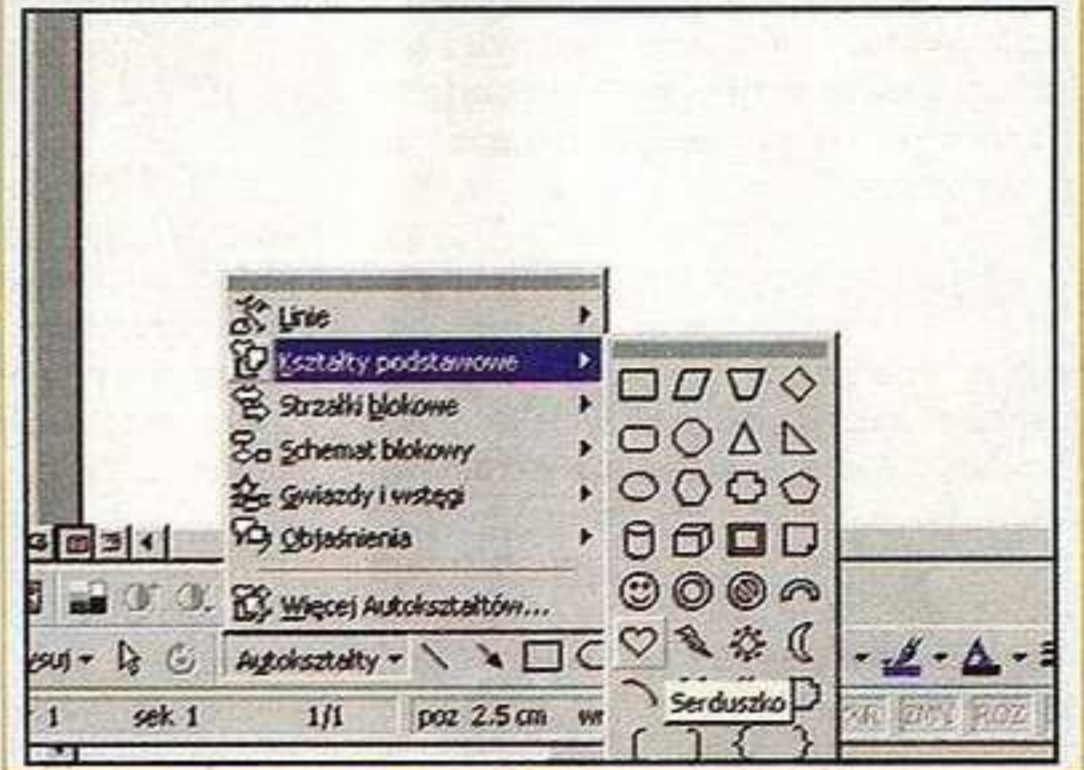 Linie
Kształty podstawowe
Strzałki blokowe
Schemat blokowy
Gwiazdy i wstęgi
Objaśnienia
Więcej Autokształtów...
Autokształty
Serduszko
1 sek 1 1/1 poz 2.5 cm